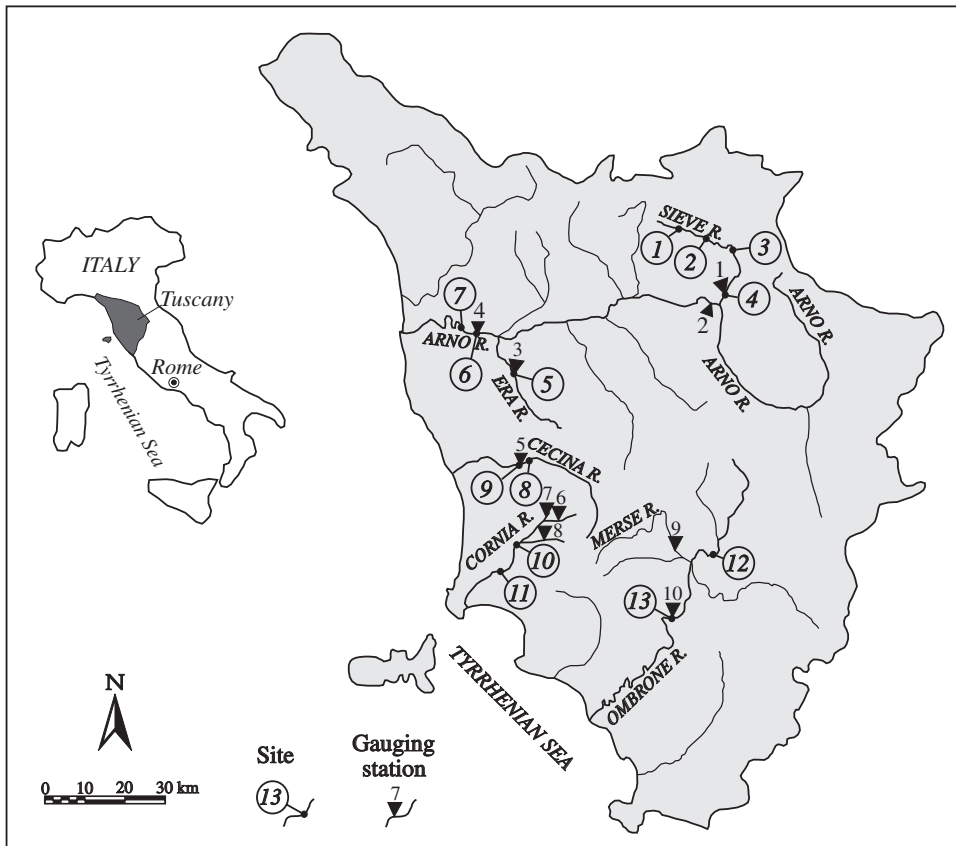 ITALY
Tuscany
Rome
Tyrrhenian Sea
SIEVE R.
1
2
3
1
4
2
ARNO R.
ARNO R.
7
4
ARNO R.
6
3
5
ERA R.
5
CECINA R.
9
8
7
6
8
CORNIA R.
10
11
MERSE R.
9
12
13
10
OMBRONE R.
TYRRHENIAN SEA
N
0 10 20 30 km
Site
13
Gauging
station
7